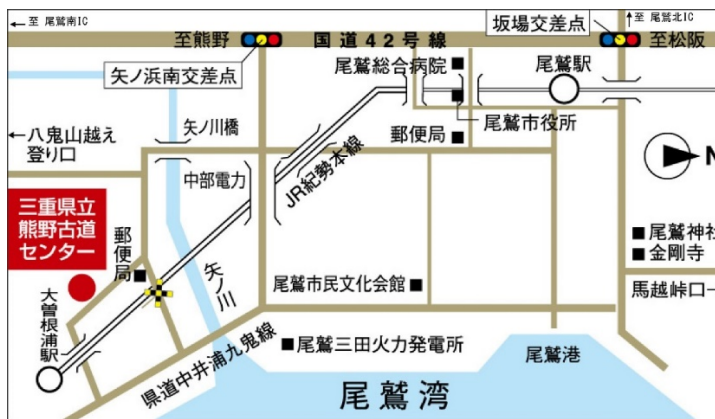 ← 至 尾鷲南IC
坂場交差点
↑ 至 尾鷲北IC
至熊野
国道42号線
至松阪
矢ノ浜南交差点
尾鷲総合病院
尾鷲駅
尾鷲市役所
←八鬼山越え
登り口
矢ノ川橋
郵便局
N
中部電力
JR紀勢本線
三重県立
熊野古道
センター
郵便局
矢ノ川
尾鷲神社
金剛寺
尾鷲市民文化会館
馬越峠口
大曽根浦駅
県道中井浦九鬼線
尾鷲三田火力発電所
尾鷲港
尾鷲湾